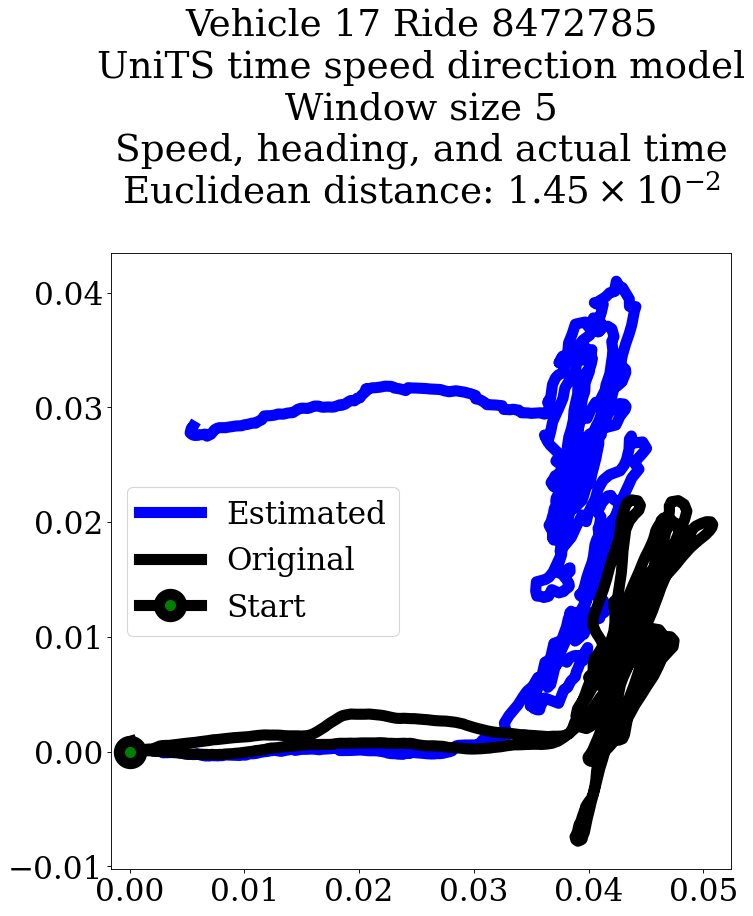 Vehicle 17 Ride 8472785
UniTS time speed direction model
Window size 5
Speed, heading, and actual time
Euclidean distance: 1.45 × 10⁻²
0.04
0.03
0.02
0.01
0.00
−0.01
Estimated
Original
Start
0.00 0.01 0.02 0.03 0.04 0.05